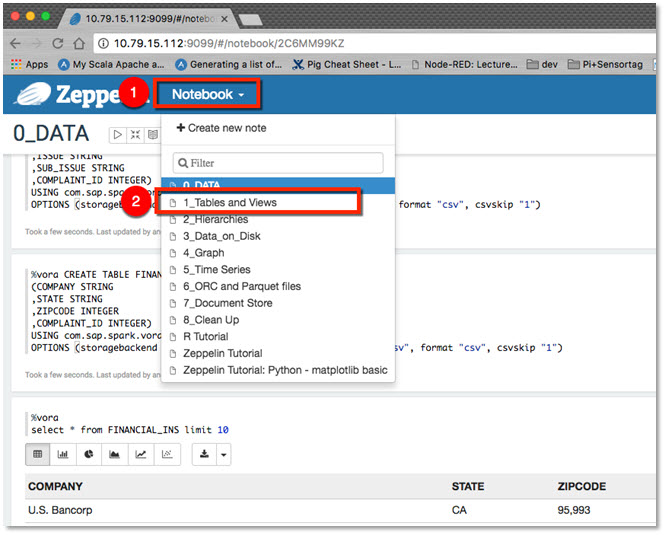 10.79.15.112:9099/#/notebo
10.79.15.112:9099/#/notebook/2C6MM99KZ
Apps My Scala Apache a Generating a list of... Pig Cheat Sheet - L... Node-RED: Lecture... dev Pi+Sensortag
Zeppelin 1 Notebook
0_DATA
+ Create new note
Filter
0_DATA
2 1_Tables and Views
2_Hierarchies
3_Data_on_Disk
4_Graph
5_Time Series
6_ORC and Parquet files
7_Document Store
8_Clean Up
R Tutorial
Zeppelin Tutorial
Zeppelin Tutorial: Python - matplotlib basic
,ISSUE STRING
,SUB_ISSUE STRING
,COMPLAINT_ID INTEGER)
USING com.sap.spark.vor
OPTIONS (storageba format "csv", csvskip "1")
Took a few seconds. Last updated by an
%vora CREATE TABLE FINAN
(COMPANY STRING
,STATE STRING
,ZIPCODE INTEGER
,COMPLAINT_ID INTEGER)
USING com.sap.spark.vora
OPTIONS (storagebackend sv", format "csv", csvskip "1")
Took a few seconds. Last updated by an
%vora
select * from FINANCIAL_INS limit 10
COMPANY STATE ZIPCODE
U.S. Bancorp CA 95,993